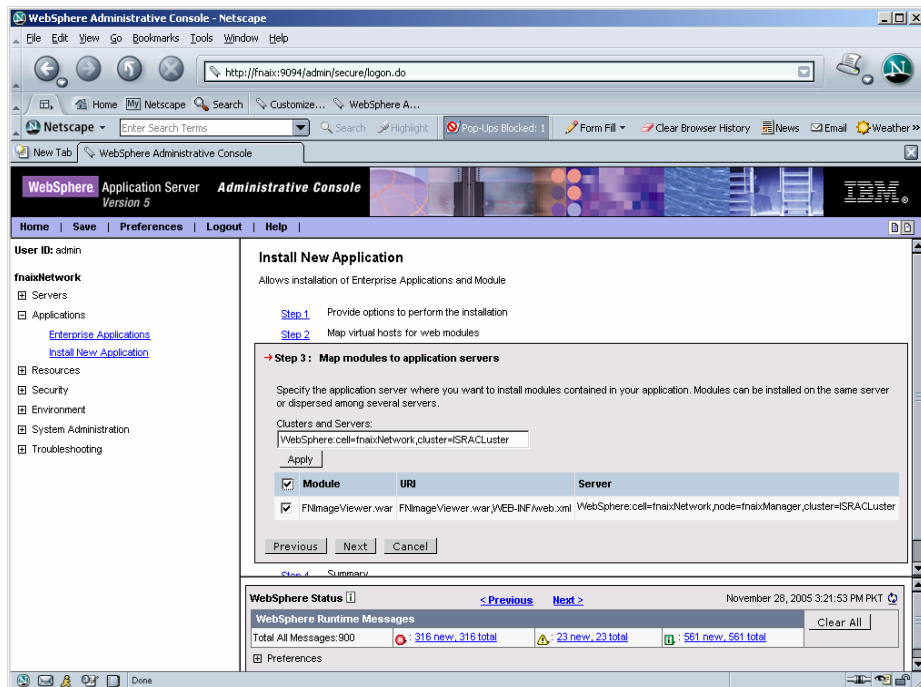 WebSphere Administrative Console - Netscape
File Edit View Go Bookmarks Tools Window Help
http://fnaix:9094/admin/secure/logon.do
Home My Netscape Search Customize... WebSphere A...
Netscape Enter Search Terms Search Highlight Pop-Ups Blocked: 1 Form Fill Clear Browser History News Email Weather »
New Tab WebSphere Administrative Console
WebSphere Application Server Administrative Console IBM
Version 5
Home | Save | Preferences | Logout | Help |
User ID: admin
fnaixNetwork
Servers
Applications
Enterprise Applications
Install New Application
Resources
Security
Environment
System Administration
Troubleshooting
Install New Application
Allows installation of Enterprise Applications and Module
Step 1 Provide options to perform the installation
Step 2 Map virtual hosts for web modules
Step 3 : Map modules to application servers
Specify the application server where you want to install modules contained in your application. Modules can be installed on the same server
or dispersed among several servers.
Clusters and Servers:
WebSphere:cell=fnaixNetwork,cluster=ISRACLuster
Apply
Module URI Server
FNImageViewer.war FNImageViewer.war,WEB-INF/web.xml WebSphere:cell=fnaixNetwork,node=fnaixManager,cluster=ISRACLuster
Previous Next Cancel
Step 4 Summary
WebSphere Status i < Previous Next > November 28, 2005 3:21:53 PM PKT
WebSphere Runtime Messages Clear All
Total All Messages:900 : 316 new, 316 total : 23 new, 23 total : 561 new, 561 total
Preferences
Done